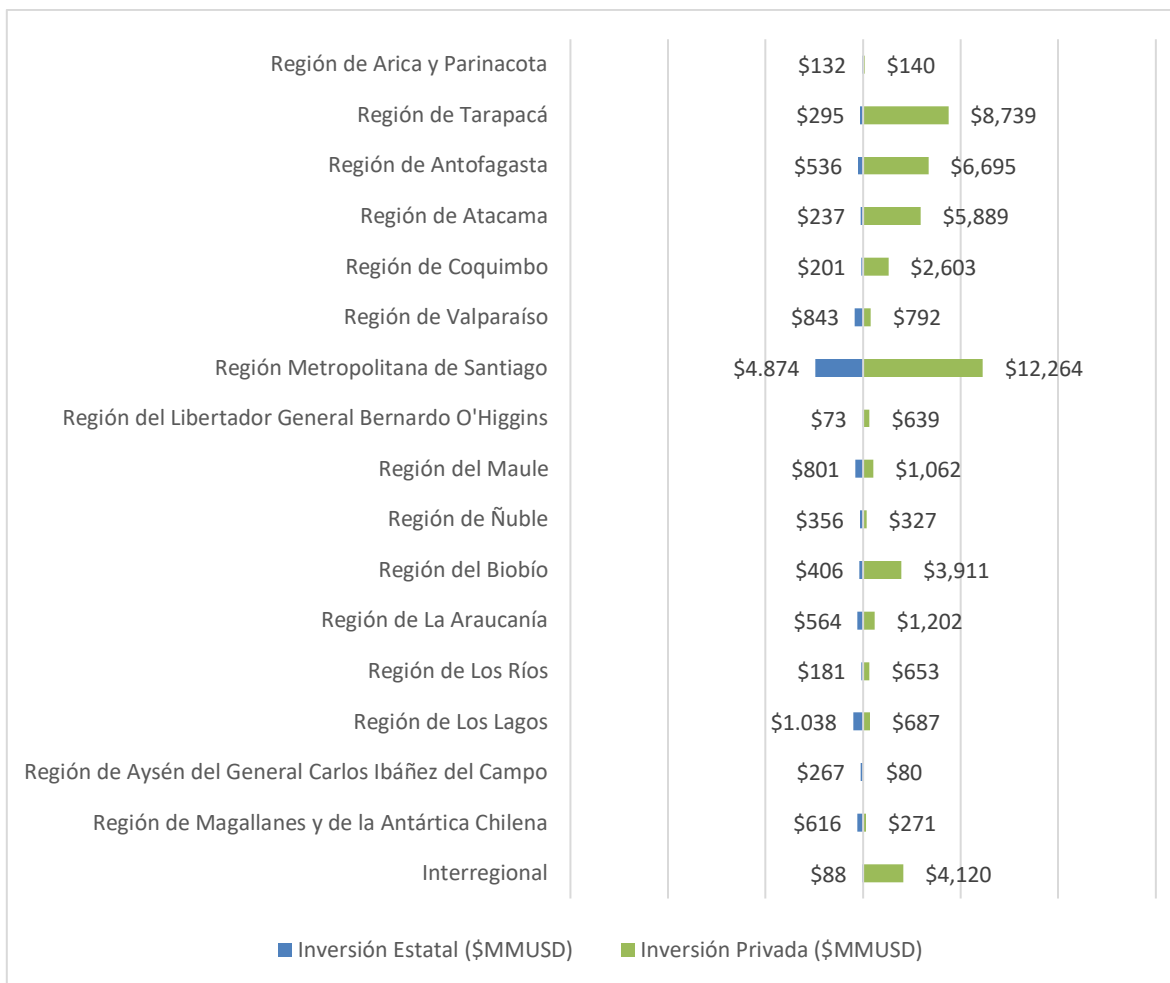 Región de Arica y Parinacota $132 $140
Región de Tarapacá $295 $8,739
Región de Antofagasta $536 $6,695
Región de Atacama $237 $5,889
Región de Coquimbo $201 $2,603
Región de Valparaíso $843 $792
Región Metropolitana de Santiago $4.874 $12,264
Región del Libertador General Bernardo O'Higgins $73 $639
Región del Maule $801 $1,062
Región de Ñuble $356 $327
Región del Biobío $406 $3,911
Región de La Araucanía $564 $1,202
Región de Los Ríos $181 $653
Región de Los Lagos $1.038 $687
Región de Aysén del General Carlos Ibáñez del Campo $267 $80
Región de Magallanes y de la Antártica Chilena $616 $271
Interregional $88 $4,120
Inversión Estatal ($MMUSD) Inversión Privada ($MMUSD)